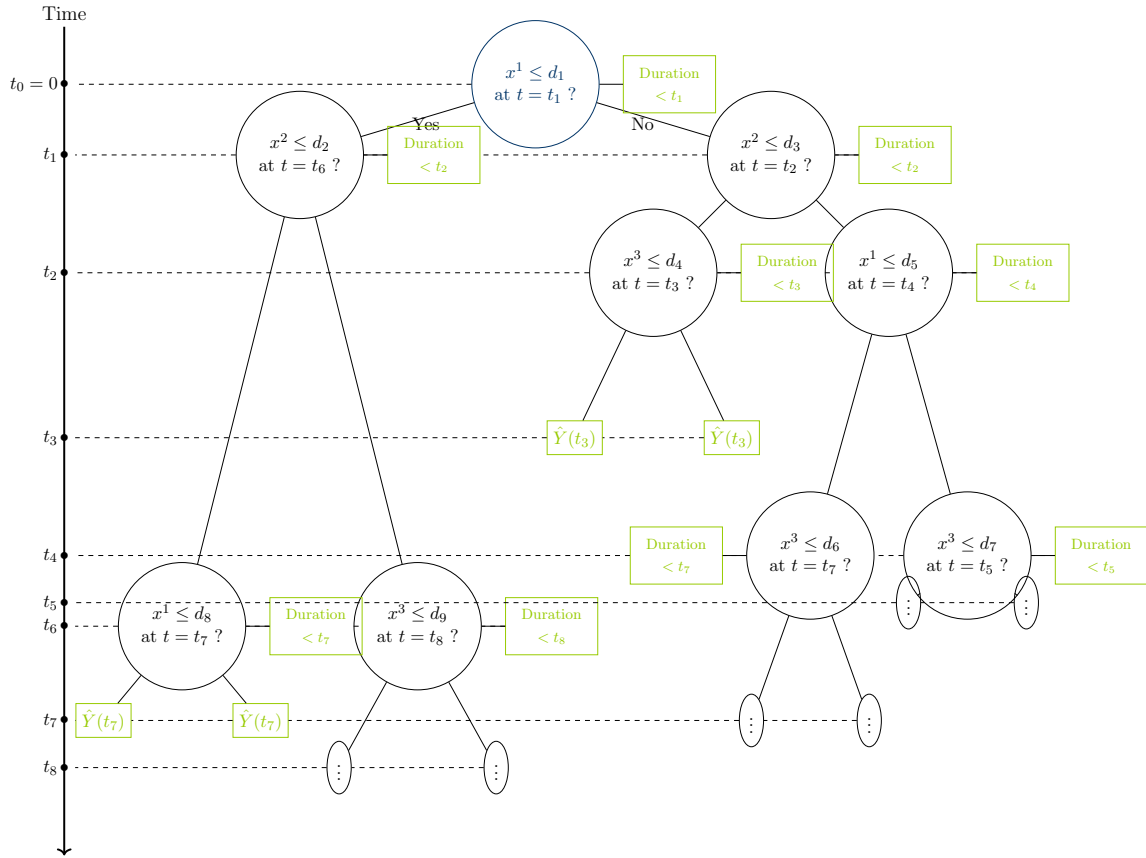 Time
t₀ = 0
x¹ ≤ d₁
at t = t₁ ?
Duration
< t₁
Yes
No
t₁
x² ≤ d₂
at t = t₆ ?
Duration
< t₂
x² ≤ d₃
at t = t₂ ?
Duration
< t₂
t₂
x³ ≤ d₄
at t = t₃ ?
Duration
< t₃
x¹ ≤ d₅
at t = t₄ ?
Duration
< t₄
t₃
Ŷ(t₃)
Ŷ(t₃)
t₄
Duration
< t₇
x³ ≤ d₆
at t = t₇ ?
x³ ≤ d₇
at t = t₅ ?
Duration
< t₅
t₅
⋮
⋮
t₆
x¹ ≤ d₈
at t = t₇ ?
Duration
< t₇
x³ ≤ d₉
at t = t₈ ?
Duration
< t₈
t₇
Ŷ(t₇)
Ŷ(t₇)
⋮
⋮
t₈
⋮
⋮